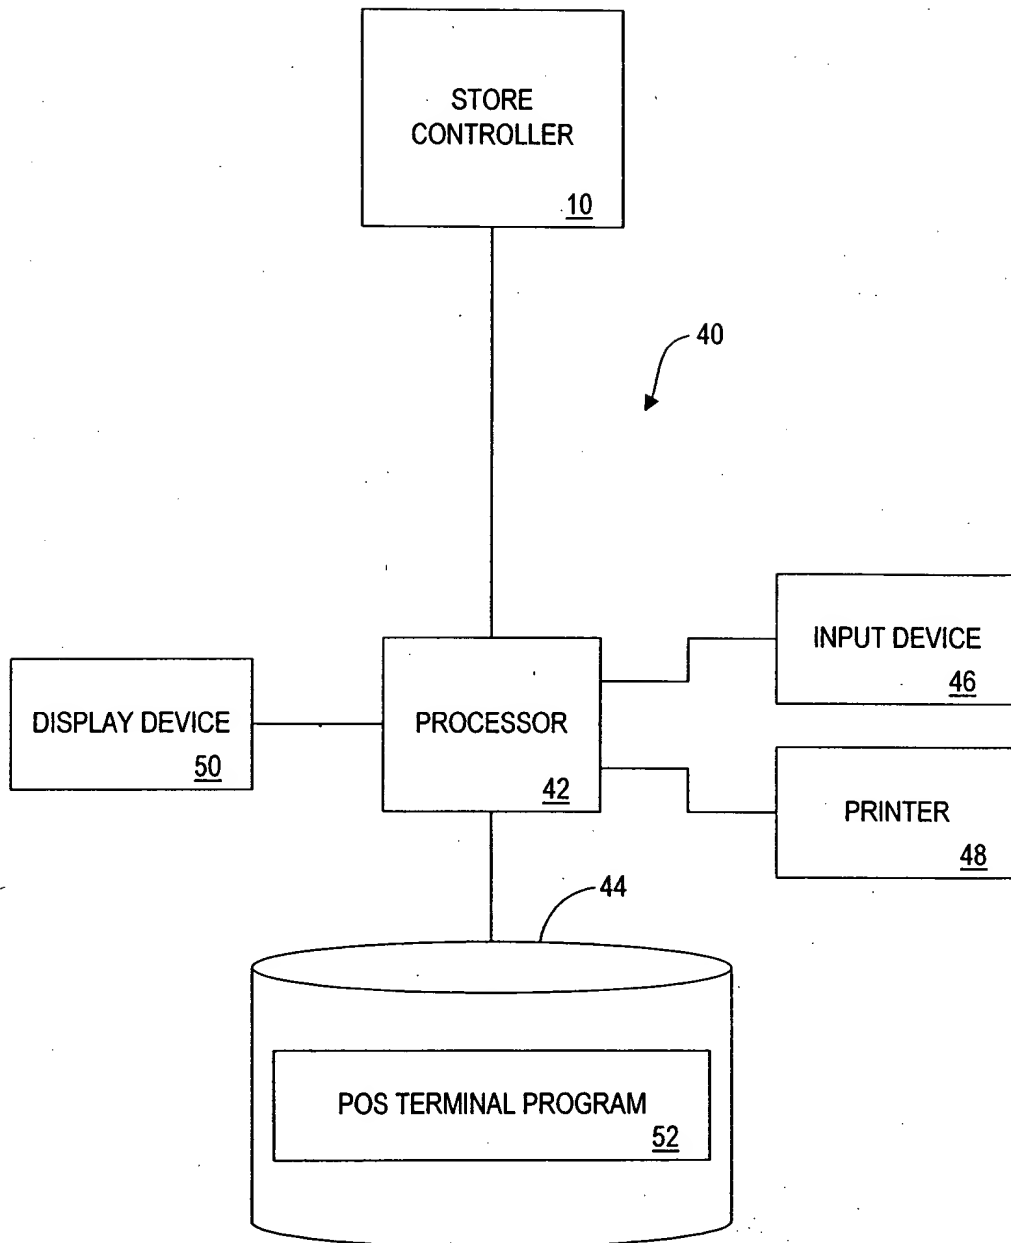 STORE
CONTROLLER
10
40
INPUT DEVICE
46
DISPLAY DEVICE
50
PROCESSOR
42
PRINTER
48
44
POS TERMINAL PROGRAM
52